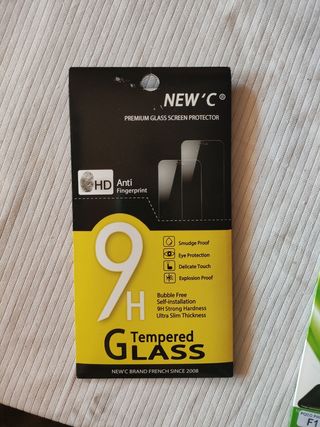 NEW'C®
PREMIUM GLASS SCREEN PROTECTOR
HD Anti
Fingerprint
9H
Smudge Proof
Eye Protection
Delicate Touch
Explosion Proof
Bubble Free
Self-installation
9H Strong Hardness
Ultra Slim Thickness
Tempered
GLASS
NEW'C BRAND FRENCH SINCE 2008
F1